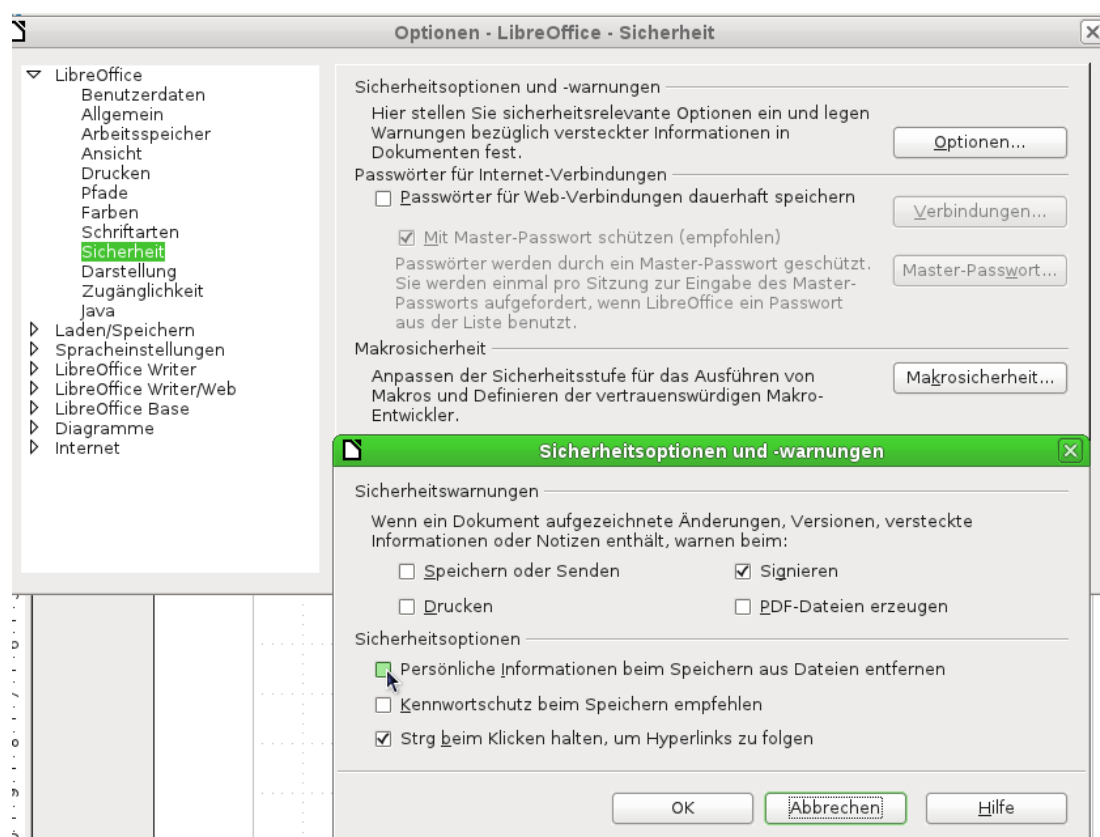 Optionen - LibreOffice - Sicherheit
LibreOffice
Benutzerdaten
Allgemein
Arbeitsspeicher
Ansicht
Drucken
Pfade
Farben
Schriftarten
Sicherheit
Darstellung
Zugänglichkeit
Java
Laden/Speichern
Spracheinstellungen
LibreOffice Writer
LibreOffice Writer/Web
LibreOffice Base
Diagramme
Internet
Sicherheitsoptionen und -warnungen
Hier stellen Sie sicherheitsrelevante Optionen ein und legen
Warnungen bezüglich versteckter Informationen in
Dokumenten fest.
Optionen...
Passwörter für Internet-Verbindungen
Passwörter für Web-Verbindungen dauerhaft speichern
Verbindungen...
Mit Master-Passwort schützen (empfohlen)
Passwörter werden durch ein Master-Passwort geschützt.
Sie werden einmal pro Sitzung zur Eingabe des Master-
Passworts aufgefordert, wenn LibreOffice ein Passwort
aus der Liste benutzt.
Master-Passwort...
Makrosicherheit
Anpassen der Sicherheitsstufe für das Ausführen von
Makros und Definieren der vertrauenswürdigen Makro-
Entwickler.
Makrosicherheit...
Sicherheitsoptionen und -warnungen
Sicherheitswarnungen
Wenn ein Dokument aufgezeichnete Änderungen, Versionen, versteckte
Informationen oder Notizen enthält, warnen beim:
Speichern oder Senden
Signieren
Drucken
PDF-Dateien erzeugen
Sicherheitsoptionen
Persönliche Informationen beim Speichern aus Dateien entfernen
Kennwortschutz beim Speichern empfehlen
Strg beim Klicken halten, um Hyperlinks zu folgen
OK
Abbrechen
Hilfe